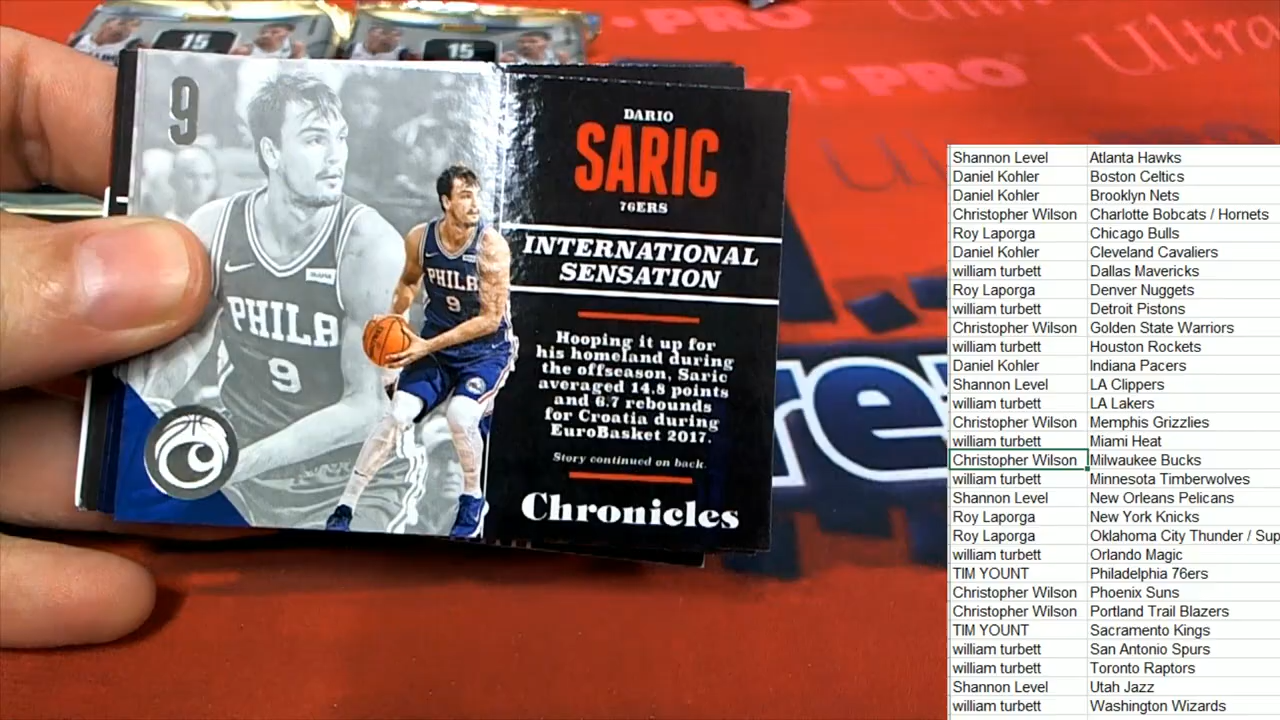 15
15
PRO
Ultra
PRO
9
PHILA
9
PHILA
9
DARIO
SARIC
76ERS
INTERNATIONAL
SENSATION
Hooping it up for
his homeland during
the offseason, Saric
averaged 14.8 points
and 6.7 rebounds
for Croatia during
EuroBasket 2017.
Story continued on back.
Chronicles
re
Shannon Level Atlanta Hawks
Daniel Kohler Boston Celtics
Daniel Kohler Brooklyn Nets
Christopher Wilson Charlotte Bobcats / Hornets
Roy Laporga Chicago Bulls
Daniel Kohler Cleveland Cavaliers
william turbett Dallas Mavericks
Roy Laporga Denver Nuggets
william turbett Detroit Pistons
Christopher Wilson Golden State Warriors
william turbett Houston Rockets
Daniel Kohler Indiana Pacers
Shannon Level LA Clippers
william turbett LA Lakers
Christopher Wilson Memphis Grizzlies
william turbett Miami Heat
Christopher Wilson Milwaukee Bucks
william turbett Minnesota Timberwolves
Shannon Level New Orleans Pelicans
Roy Laporga New York Knicks
Roy Laporga Oklahoma City Thunder / Sup
william turbett Orlando Magic
TIM YOUNT Philadelphia 76ers
Christopher Wilson Phoenix Suns
Christopher Wilson Portland Trail Blazers
TIM YOUNT Sacramento Kings
william turbett San Antonio Spurs
william turbett Toronto Raptors
Shannon Level Utah Jazz
william turbett Washington Wizards